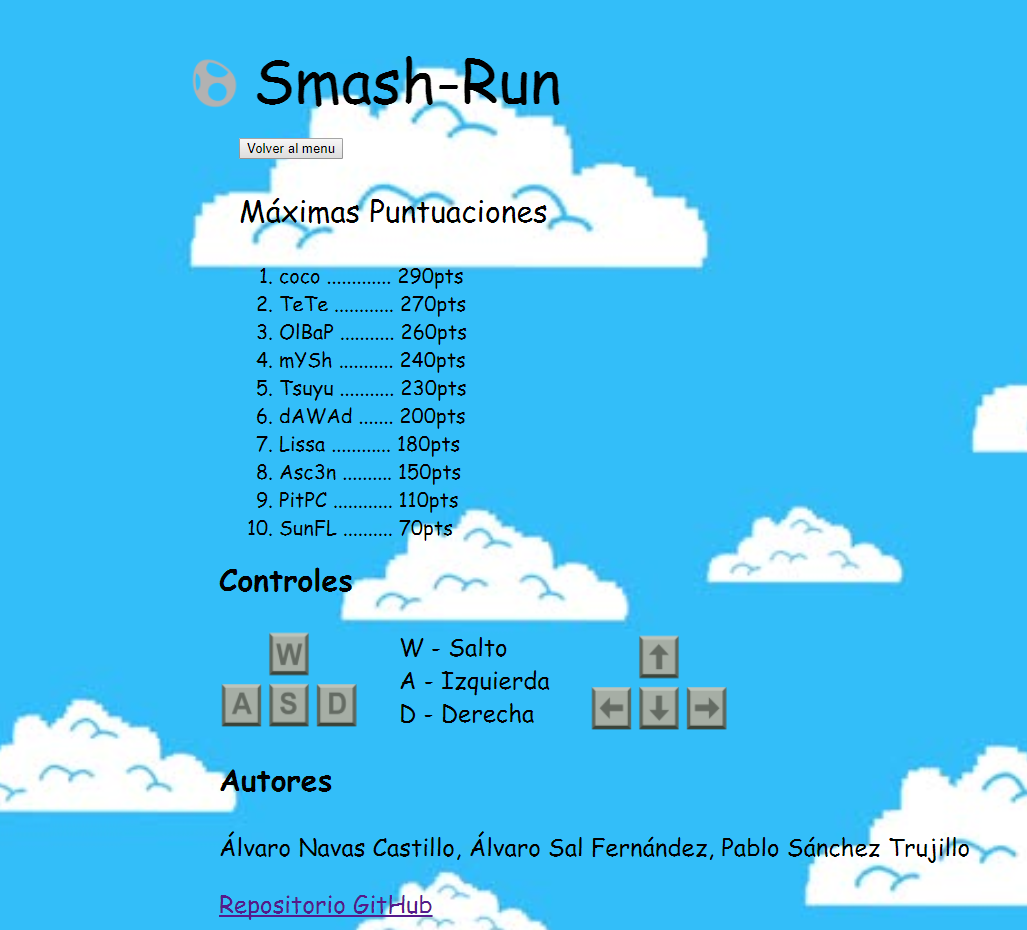 Smash-Run
Volver al menu
Máximas Puntuaciones
1. coco ............. 290pts
2. TeTe ............ 270pts
3. OlBaP ........... 260pts
4. mYSh ........... 240pts
5. Tsuyu ........... 230pts
6. dAWAd ....... 200pts
7. Lissa ............ 180pts
8. Asc3n .......... 150pts
9. PitPC ............ 110pts
10. SunFL .......... 70pts
Controles
W
A S D
W - Salto
A - Izquierda
D - Derecha
↑
← ↓ →
Autores
Álvaro Navas Castillo, Álvaro Sal Fernández, Pablo Sánchez Trujillo
Repositorio GitHub